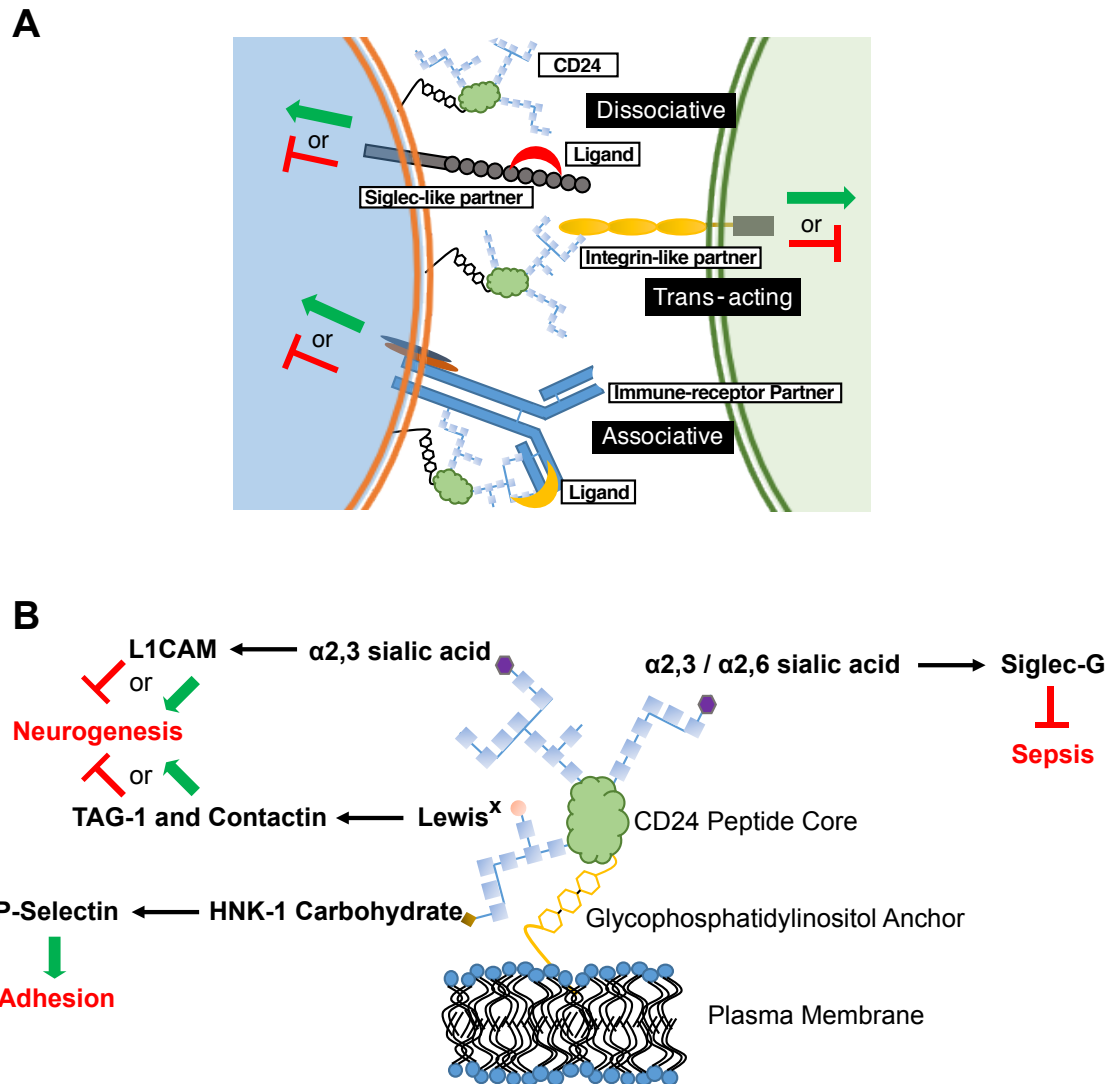 A
CD24
Dissociative
or
Ligand
Siglec-like partner
or
Integrin-like partner
Trans-acting
or
Immune-receptor Partner
Associative
Ligand
B
L1CAM
α2,3 sialic acid
α2,3 / α2,6 sialic acid
Siglec-G
or
Neurogenesis
Sepsis
or
TAG-1 and Contactin
Lewisx
CD24 Peptide Core
P-Selectin
HNK-1 Carbohydrate
Glycophosphatidylinositol Anchor
Adhesion
Plasma Membrane